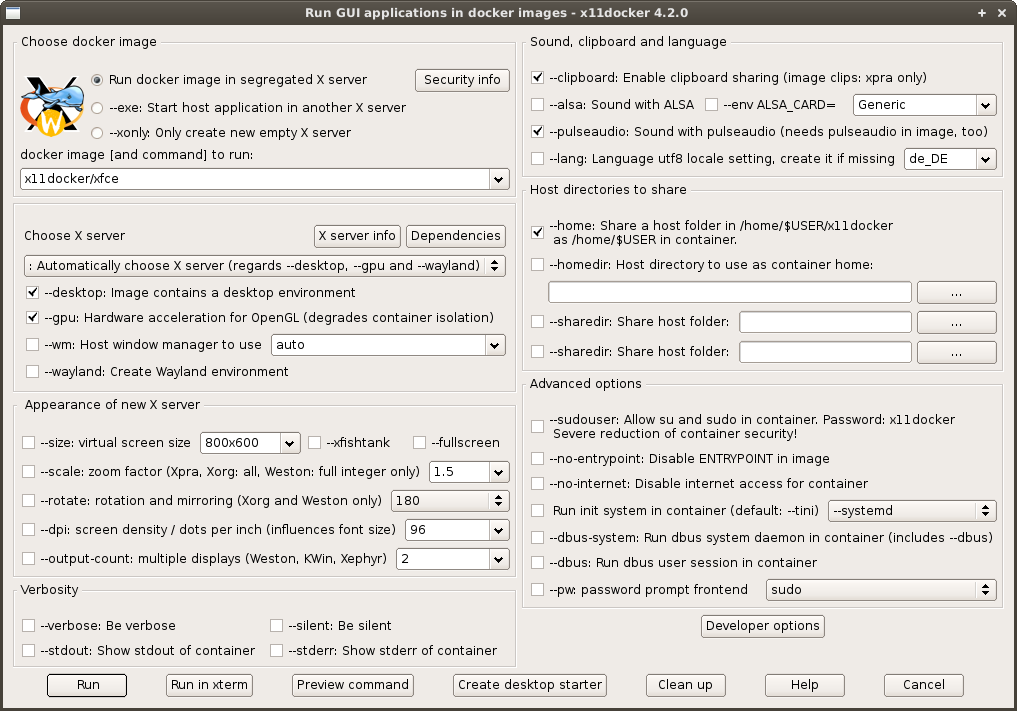 Run GUI applications in docker images - x11docker 4.2.0
Choose docker image
Run docker image in segregated X server
Security info
--exe: Start host application in another X server
--xonly: Only create new empty X server
docker image [and command] to run:
x11docker/xfce
Choose X server
X server info
Dependencies
: Automatically choose X server (regards --desktop, --gpu and --wayland)
--desktop: Image contains a desktop environment
--gpu: Hardware acceleration for OpenGL (degrades container isolation)
--wm: Host window manager to use
auto
--wayland: Create Wayland environment
Appearance of new X server
--size: virtual screen size
800x600
--xfishtank
--fullscreen
--scale: zoom factor (Xpra, Xorg: all, Weston: full integer only)
1.5
--rotate: rotation and mirroring (Xorg and Weston only)
180
--dpi: screen density / dots per inch (influences font size)
96
--output-count: multiple displays (Weston, KWin, Xephyr)
2
Verbosity
--verbose: Be verbose
--silent: Be silent
--stdout: Show stdout of container
--stderr: Show stderr of container
Sound, clipboard and language
--clipboard: Enable clipboard sharing (image clips: xpra only)
--alsa: Sound with ALSA
--env ALSA_CARD=
Generic
--pulseaudio: Sound with pulseaudio (needs pulseaudio in image, too)
--lang: Language utf8 locale setting, create it if missing
de_DE
Host directories to share
--home: Share a host folder in /home/$USER/x11docker
as /home/$USER in container.
--homedir: Host directory to use as container home:
...
--sharedir: Share host folder:
...
--sharedir: Share host folder:
...
Advanced options
--sudouser: Allow su and sudo in container. Password: x11docker
Severe reduction of container security!
--no-entrypoint: Disable ENTRYPOINT in image
--no-internet: Disable internet access for container
Run init system in container (default: --tini)
--systemd
--dbus-system: Run dbus system daemon in container (includes --dbus)
--dbus: Run dbus user session in container
--pw: password prompt frontend
sudo
Developer options
Run
Run in xterm
Preview command
Create desktop starter
Clean up
Help
Cancel